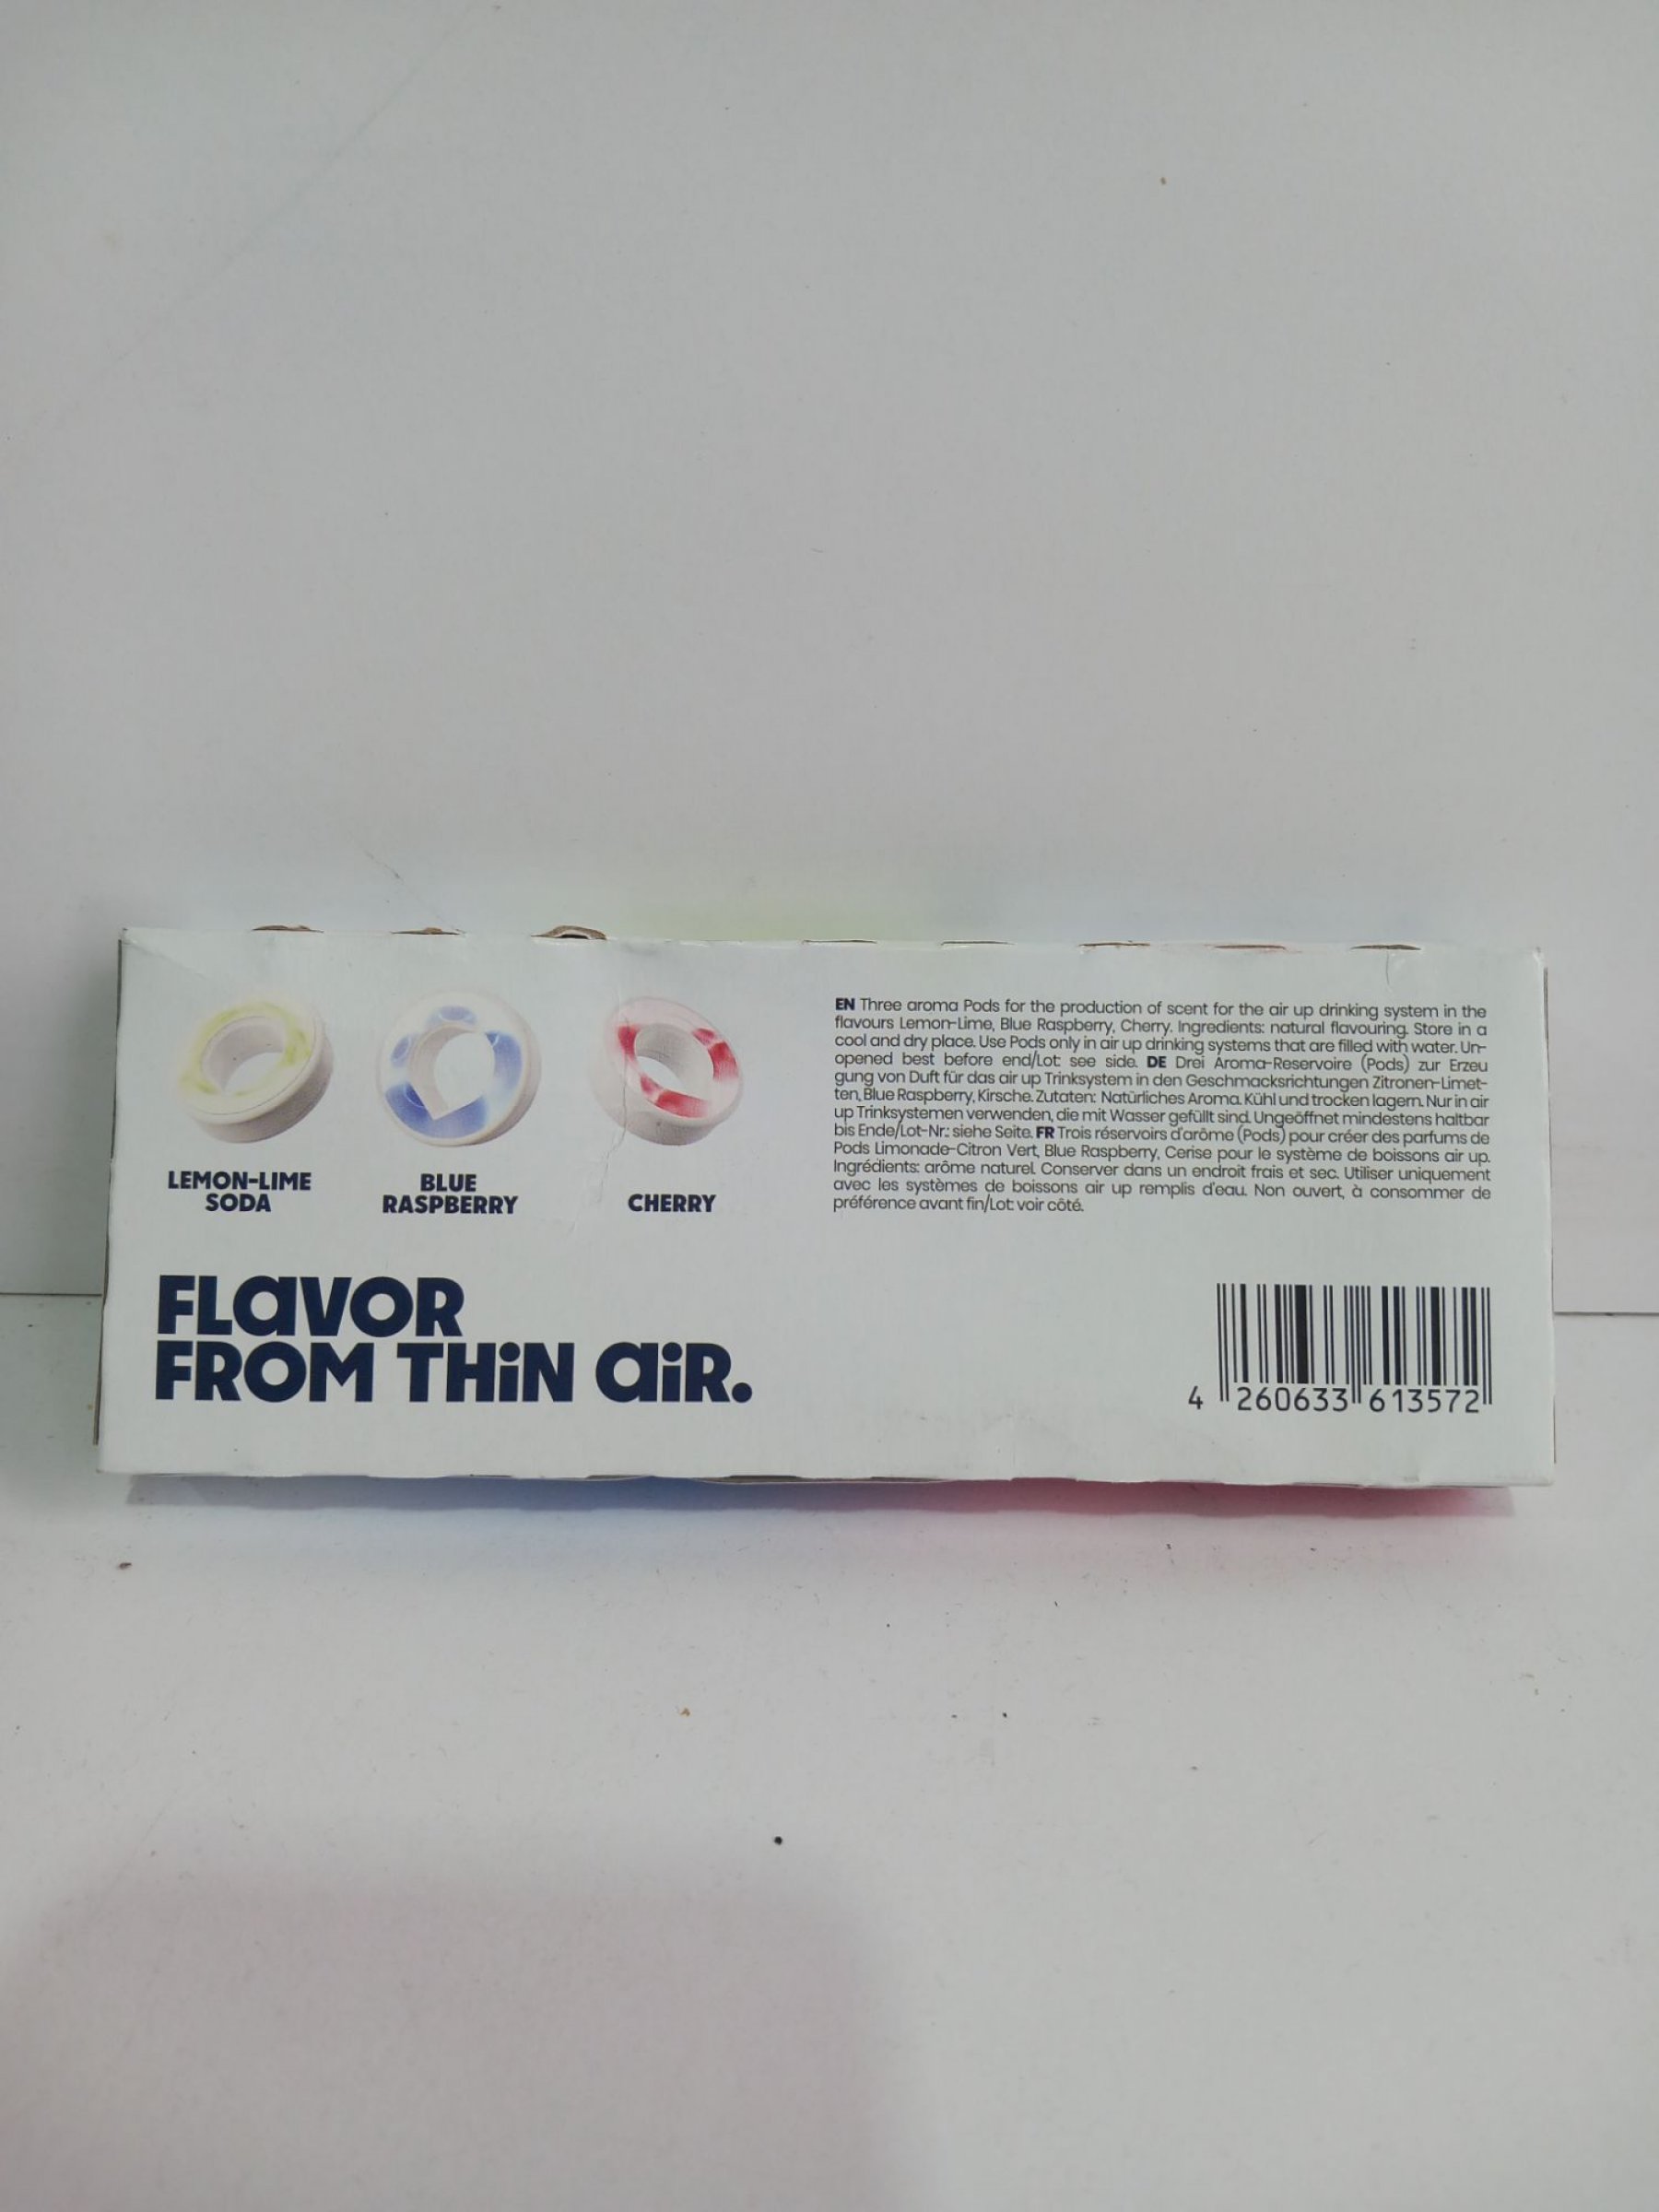 LEMON-LIME
SODA
BLUE
RASPBERRY
CHERRY
EN Three aroma Pods for the production of scent for the air up drinking system in the
flavours Lemon-Lime, Blue Raspberry, Cherry. Ingredients: natural flavouring. Store in a
cool and dry place. Use Pods only in air up drinking systems that are filled with water. Un-
opened best before end/Lot: see side. DE Drei Aroma-Reservoire (Pods) zur Erzeu
gung von Duft für das air up Trinksystem in den Geschmacksrichtungen Zitronen-Limet-
ten, Blue Raspberry, Kirsche. Zutaten: Natürliches Aroma. Kühl und trocken lagern. Nur in air
up Trinksystemen verwenden, die mit Wasser gefüllt sind. Ungeöffnet mindestens haltbar
bis Ende/Lot-Nr.: siehe Seite. FR Trois réservoirs d'arôme (Pods) pour créer des parfums de
Pods Limonade-Citron Vert, Blue Raspberry, Cerise pour le système de boissons air up.
Ingrédients: arôme naturel. Conserver dans un endroit frais et sec. Utiliser uniquement
avec les systèmes de boissons air up remplis d'eau. Non ouvert, à consommer de
préférence avant fin/Lot: voir côté.
FLaVOR
FROM THiN aiR.
4 260633 613572